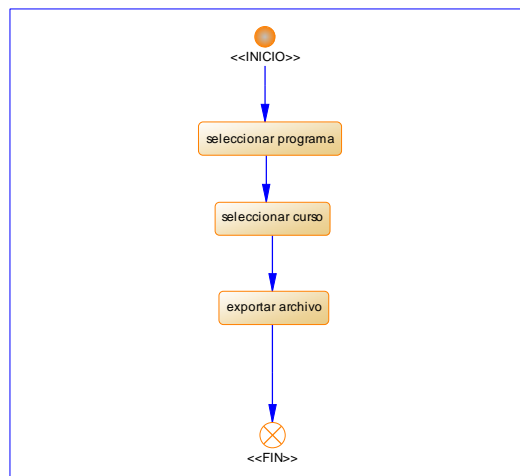 <<INICIO>>
seleccionar programa
seleccionar curso
exportar archivo
<<FIN>>